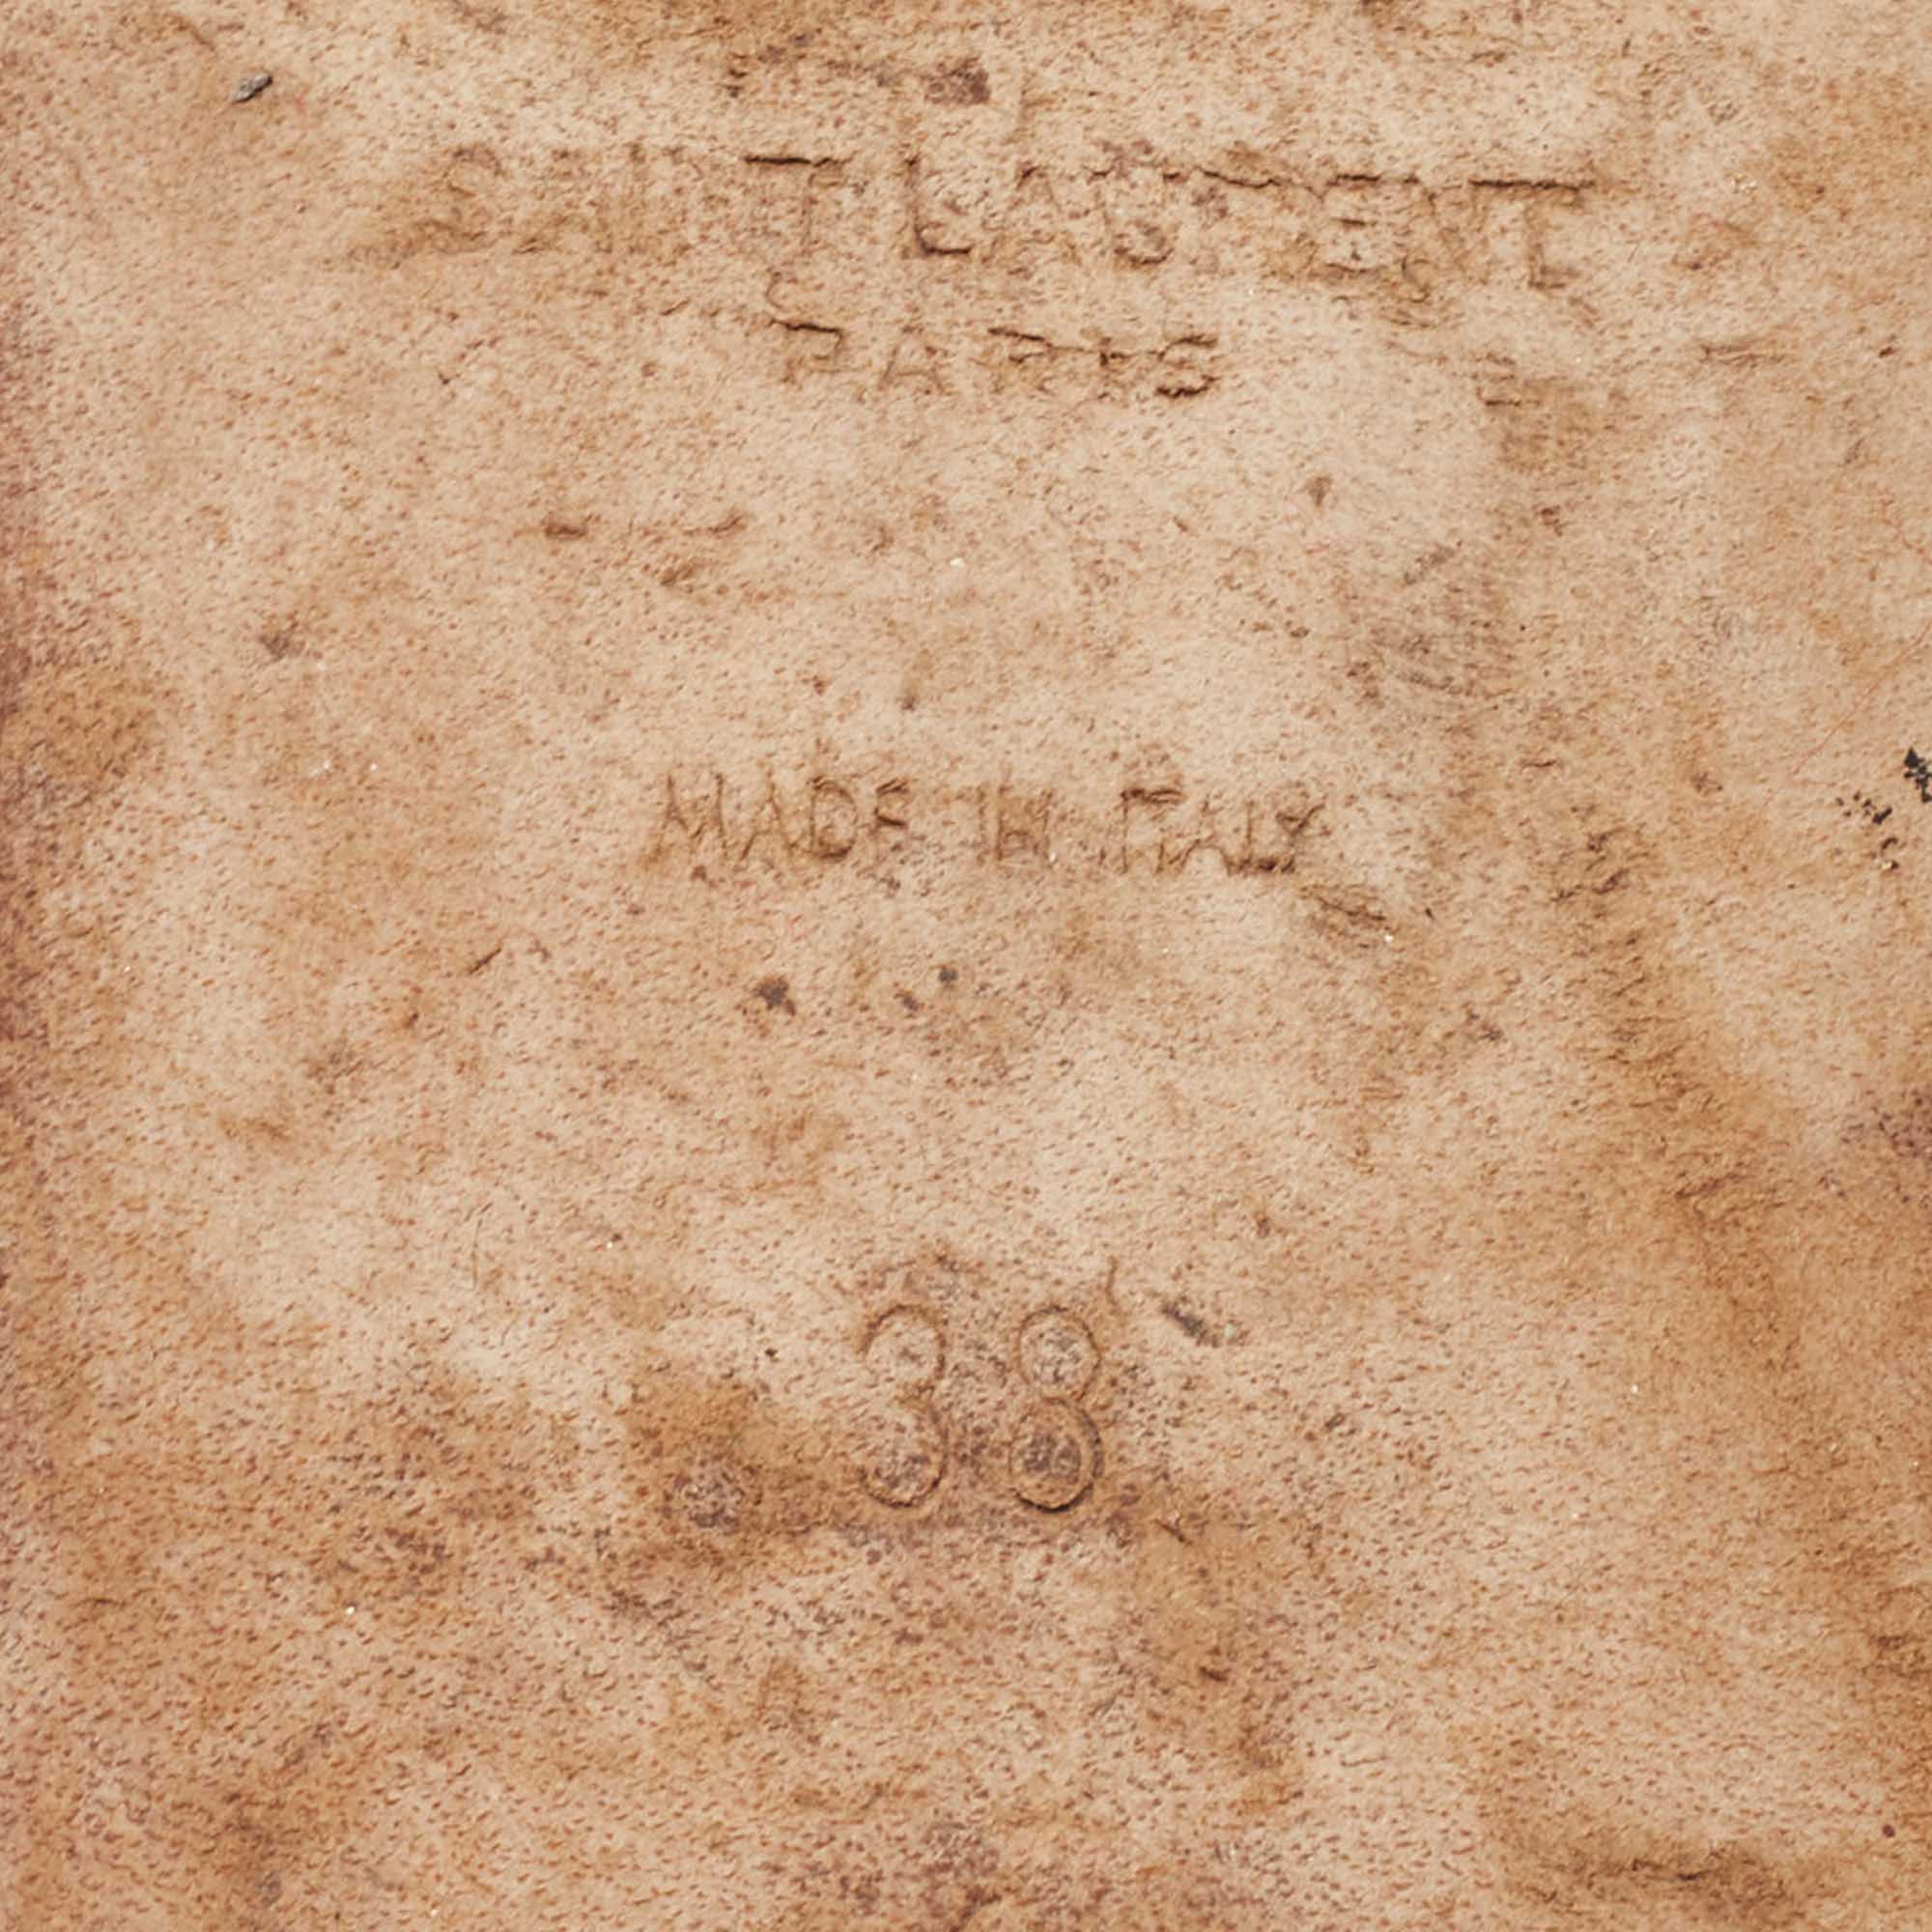 SAINT LAURENT
PARIS
MADE IN ITALY
38